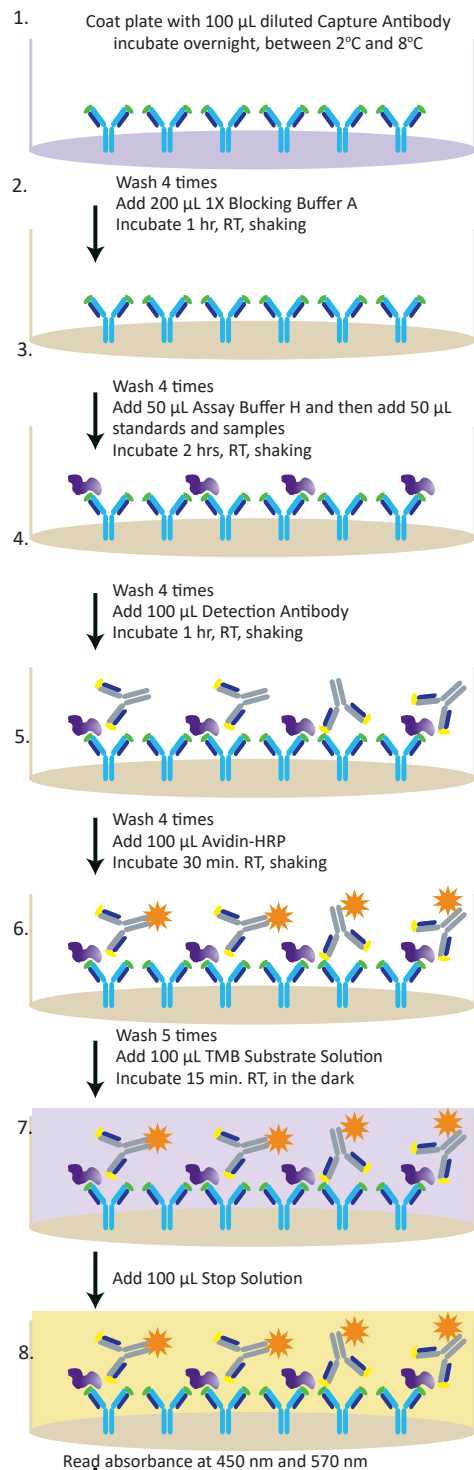 1.
Coat plate with 100 µL diluted Capture Antibody
incubate overnight, between 2°C and 8°C
2.
Wash 4 times
Add 200 µL 1X Blocking Buffer A
Incubate 1 hr, RT, shaking
3.
Wash 4 times
Add 50 µL Assay Buffer H and then add 50 µL
standards and samples
Incubate 2 hrs, RT, shaking
4.
Wash 4 times
Add 100 µL Detection Antibody
Incubate 1 hr, RT, shaking
5.
Wash 4 times
Add 100 µL Avidin-HRP
Incubate 30 min. RT, shaking
6.
Wash 5 times
Add 100 µL TMB Substrate Solution
Incubate 15 min. RT, in the dark
7.
Add 100 µL Stop Solution
8.
Read absorbance at 450 nm and 570 nm